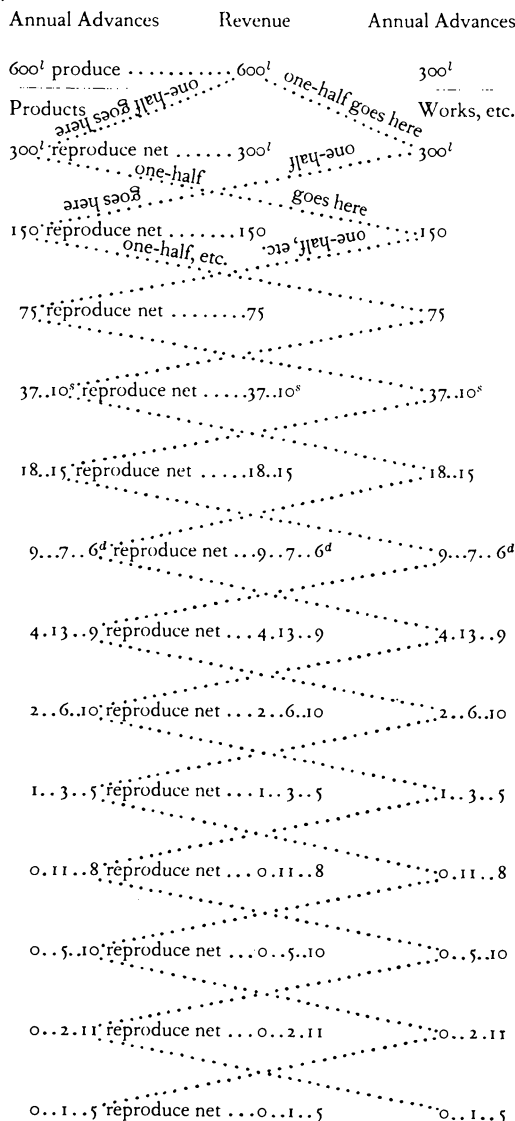 Annual Advances Revenue Annual Advances
600ˡ produce ........600ˡ 300ˡ
one-half goes here one-half goes here
Products Works, etc.
300ˡ reproduce net ......300ˡ 300ˡ
one-half one-half
goes here goes here
150 reproduce net .......150 150
one-half, etc. one-half, etc.
75 reproduce net ........75 75
37..10ˢ reproduce net .....37..10ˢ 37..10ˢ
18..15 reproduce net .....18..15 18..15
9...7..6ᵈ reproduce net ...9..7..6ᵈ 9...7..6ᵈ
4.13..9 reproduce net ...4.13..9 4.13..9
2..6.10 reproduce net ...2..6.10 2..6.10
1..3..5 reproduce net ...1..3..5 1..3..5
0.11..8 reproduce net ...0.11..8 0.11..8
0..5.10 reproduce net ...0..5.10 0..5.10
0..2.11 reproduce net ...0..2.11 0..2.11
0..1..5 reproduce net ...0..1..5 0..1..5